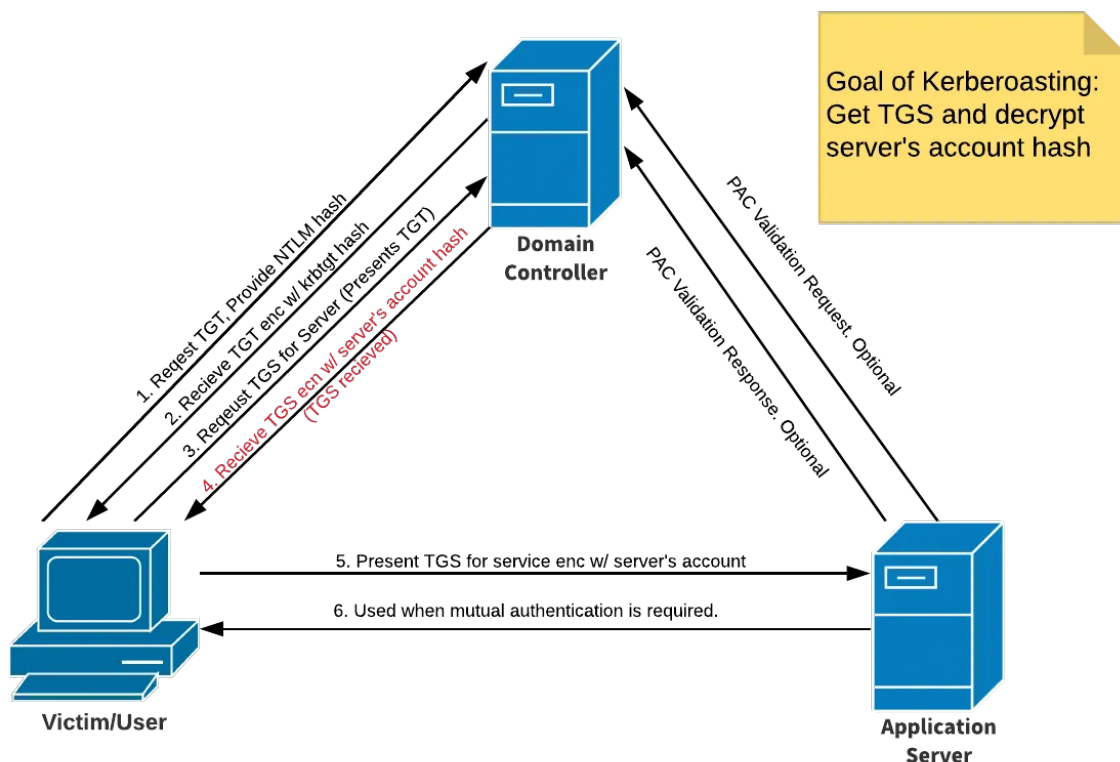 Goal of Kerberoasting:
Get TGS and decrypt
server's account hash
Domain
Controller
1. Reqest TGT, Provide NTLM hash
2. Recieve TGT enc w/ krbtgt hash
3. Reqeust TGS for Server (Presents TGT)
4. Recieve TGS ecn w/ server's account hash
(TGS recieved)
PAC Validation Request. Optional
PAC Validation Response. Optional
5. Present TGS for service enc w/ server's account
6. Used when mutual authentication is required.
Victim/User
Application
Server